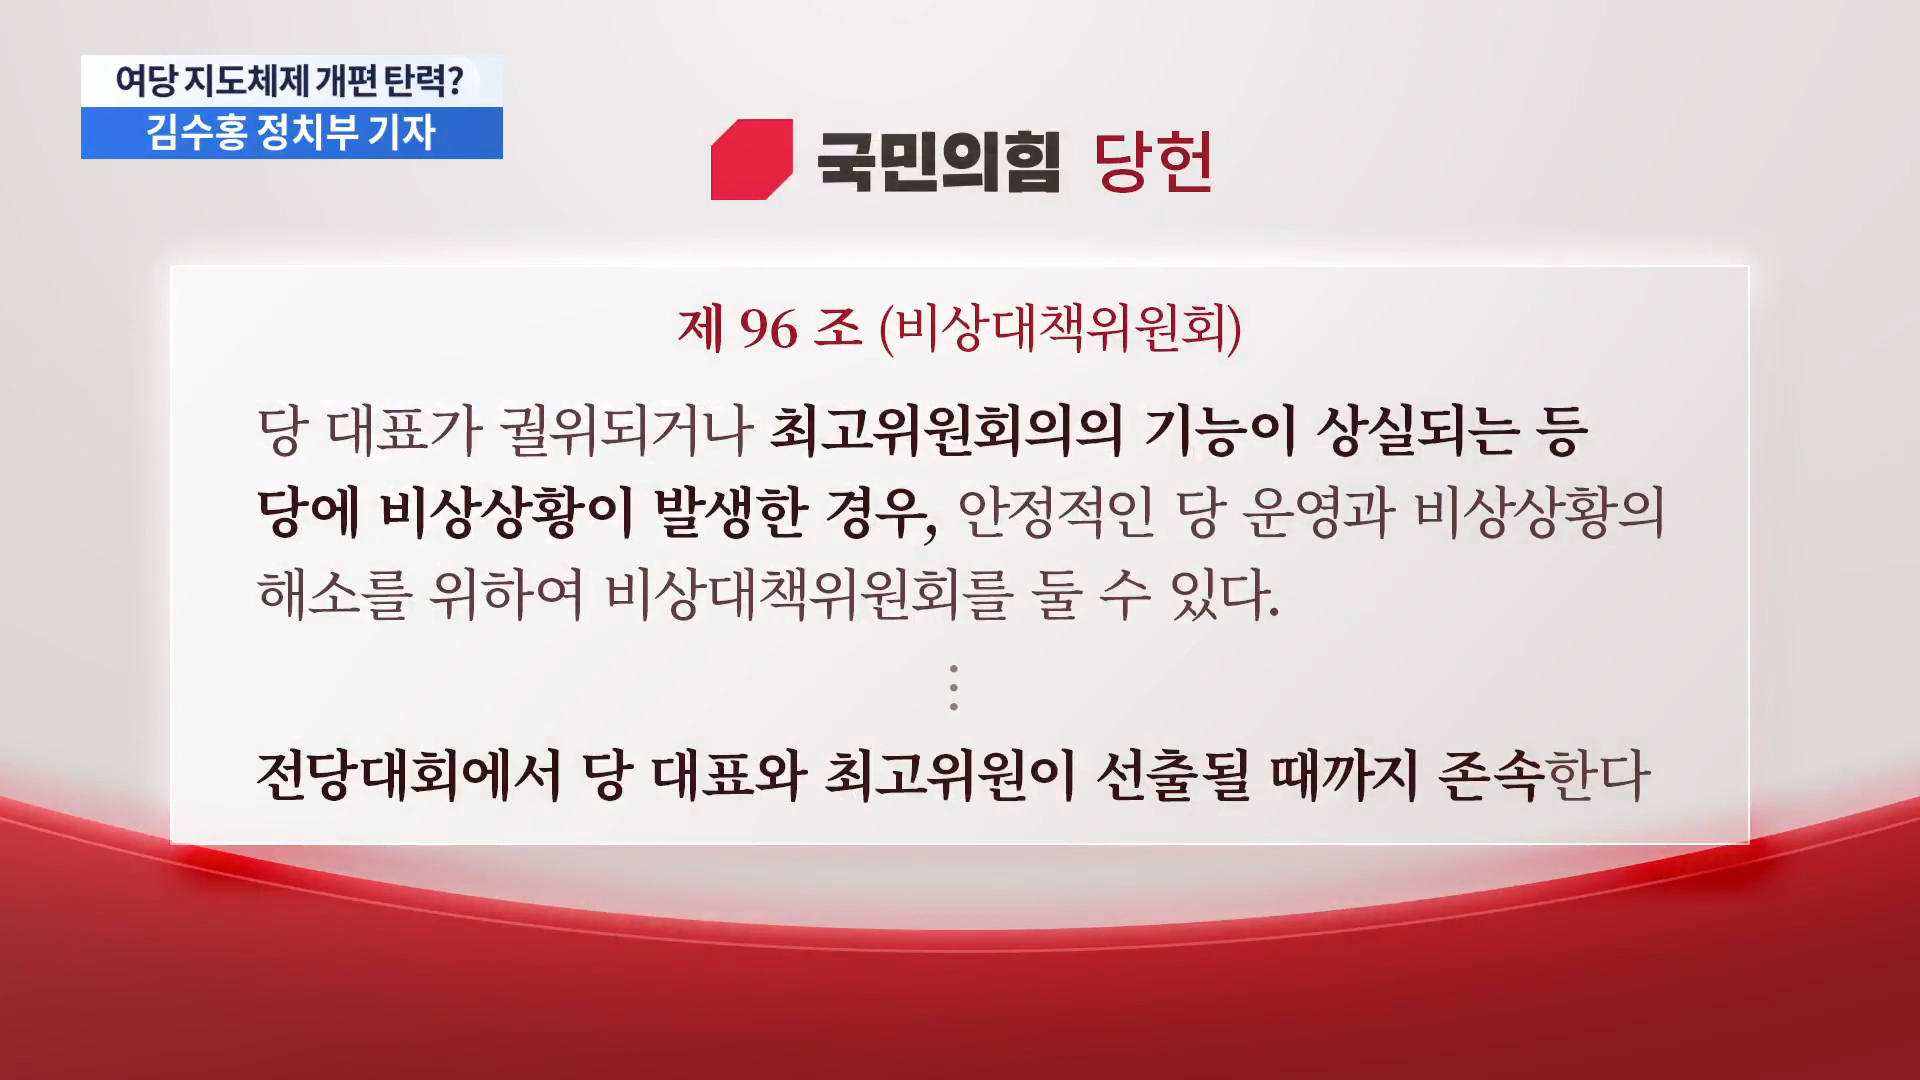 여당 지도체제 개편 탄력?
김수홍 정치부 기자
국민의힘 당헌
제 96 조 (비상대책위원회)
당 대표가 궐위되거나 최고위원회의의 기능이 상실되는 등
당에 비상상황이 발생한 경우, 안정적인 당 운영과 비상상황의
해소를 위하여 비상대책위원회를 둘 수 있다.
⋮
전당대회에서 당 대표와 최고위원이 선출될 때까지 존속한다